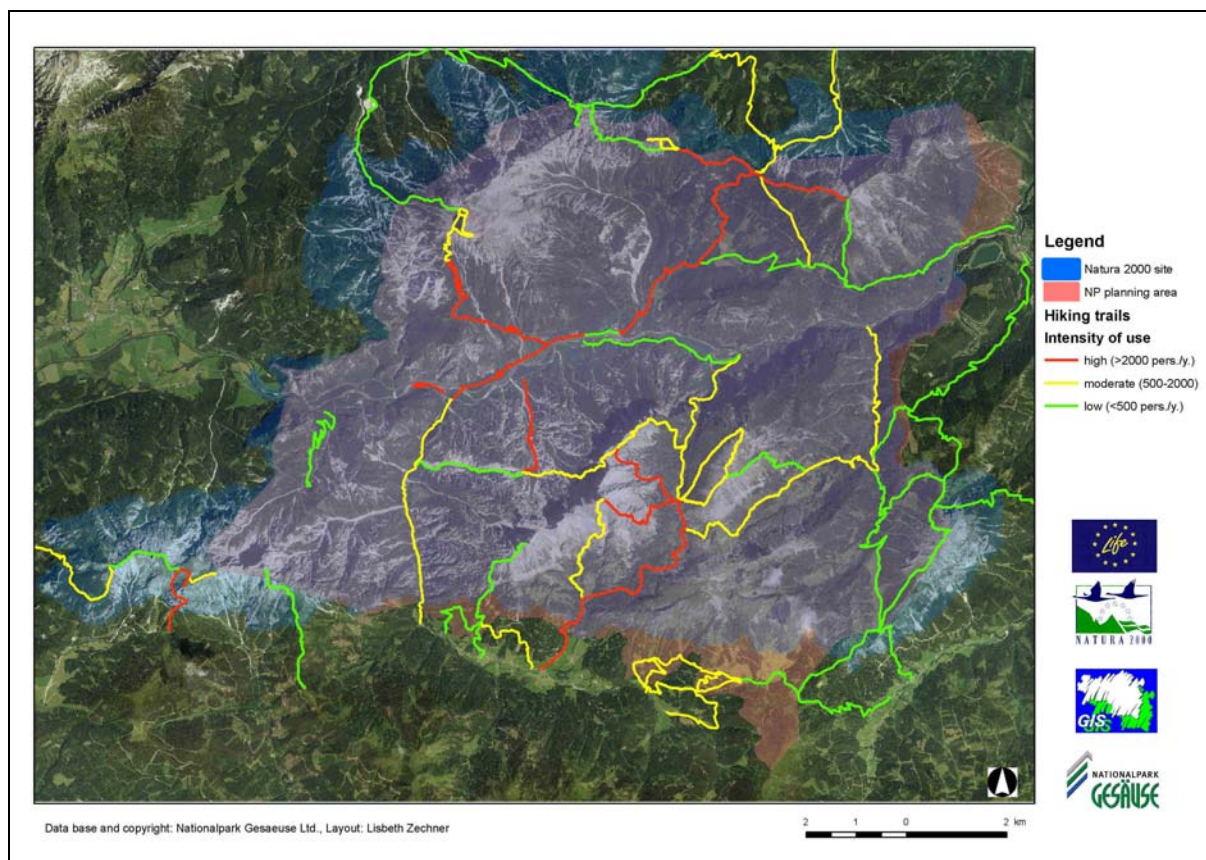 Legend
Natura 2000 site
NP planning area
Hiking trails
Intensity of use
high (>2000 pers./y.)
moderate (500-2000)
low (<500 pers./y.)
Life
NATURA 2000
GIS
GIS
NATIONALPARK
GESÄUSE
Data base and copyright: Nationalpark Gesaeuse Ltd., Layout: Lisbeth Zechner
2 1 0 2 km